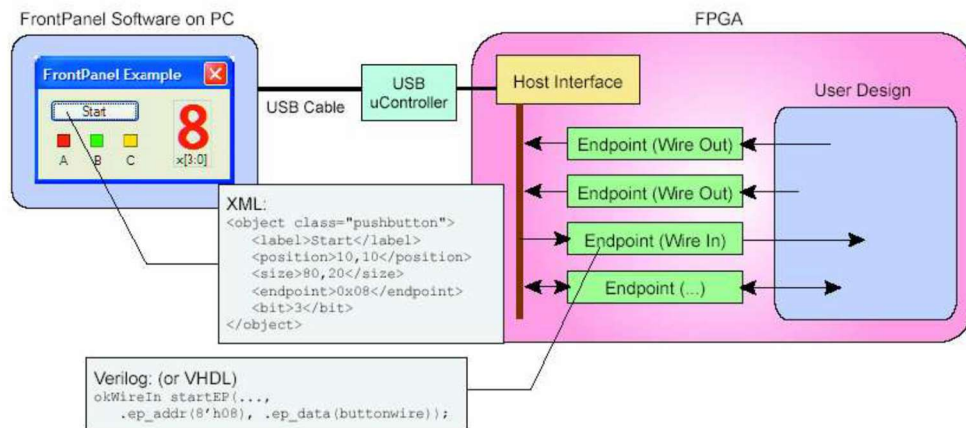 FrontPanel Software on PC
FPGA
FrontPanel Example
Start
A B C
8
x[3:0]
USB Cable
USB
uController
Host Interface
User Design
Endpoint (Wire Out)
Endpoint (Wire Out)
Endpoint (Wire In)
Endpoint (...)
XML:
<object class="pushbutton">
<label>Start</label>
<position>10,10</position>
<size>80,20</size>
<endpoint>0x08</endpoint>
<bit>3</bit>
</object>
Verilog: (or VHDL)
okWireIn startEP(...,
.ep_addr(8'h08), .ep_data(buttonwire));